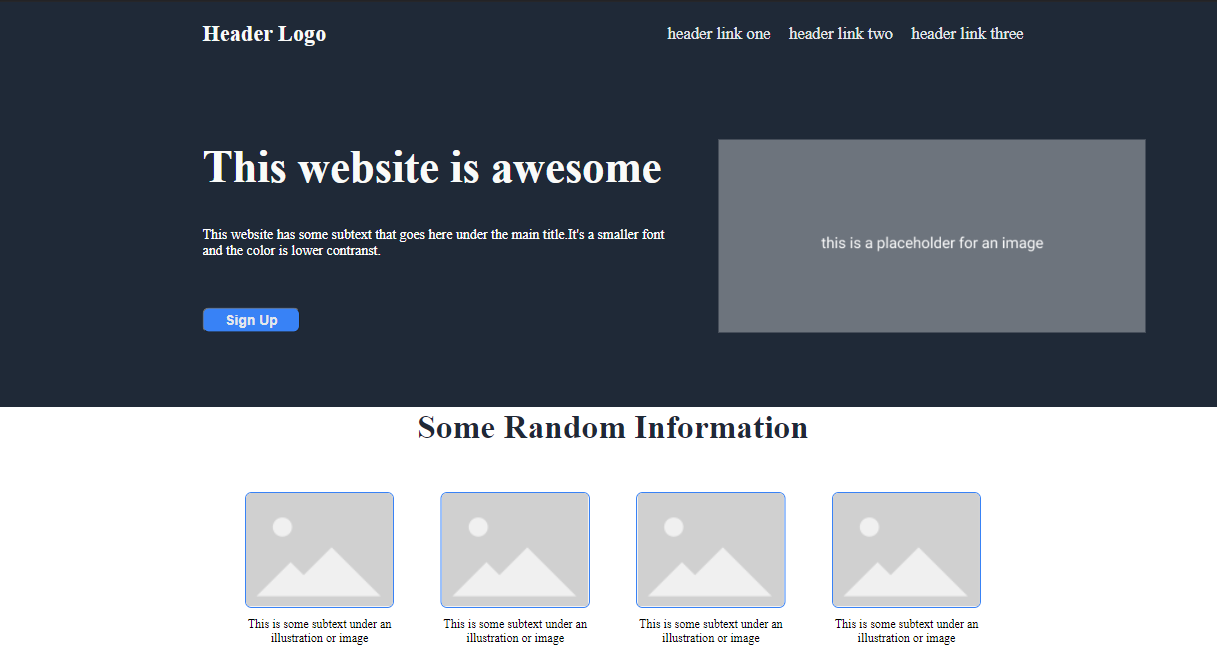 Header Logo
header link one header link two header link three
This website is awesome
This website has some subtext that goes here under the main title.It's a smaller font
and the color is lower contranst.
this is a placeholder for an image
Sign Up
Some Random Information
This is some subtext under an
illustration or image
This is some subtext under an
illustration or image
This is some subtext under an
illustration or image
This is some subtext under an
illustration or image